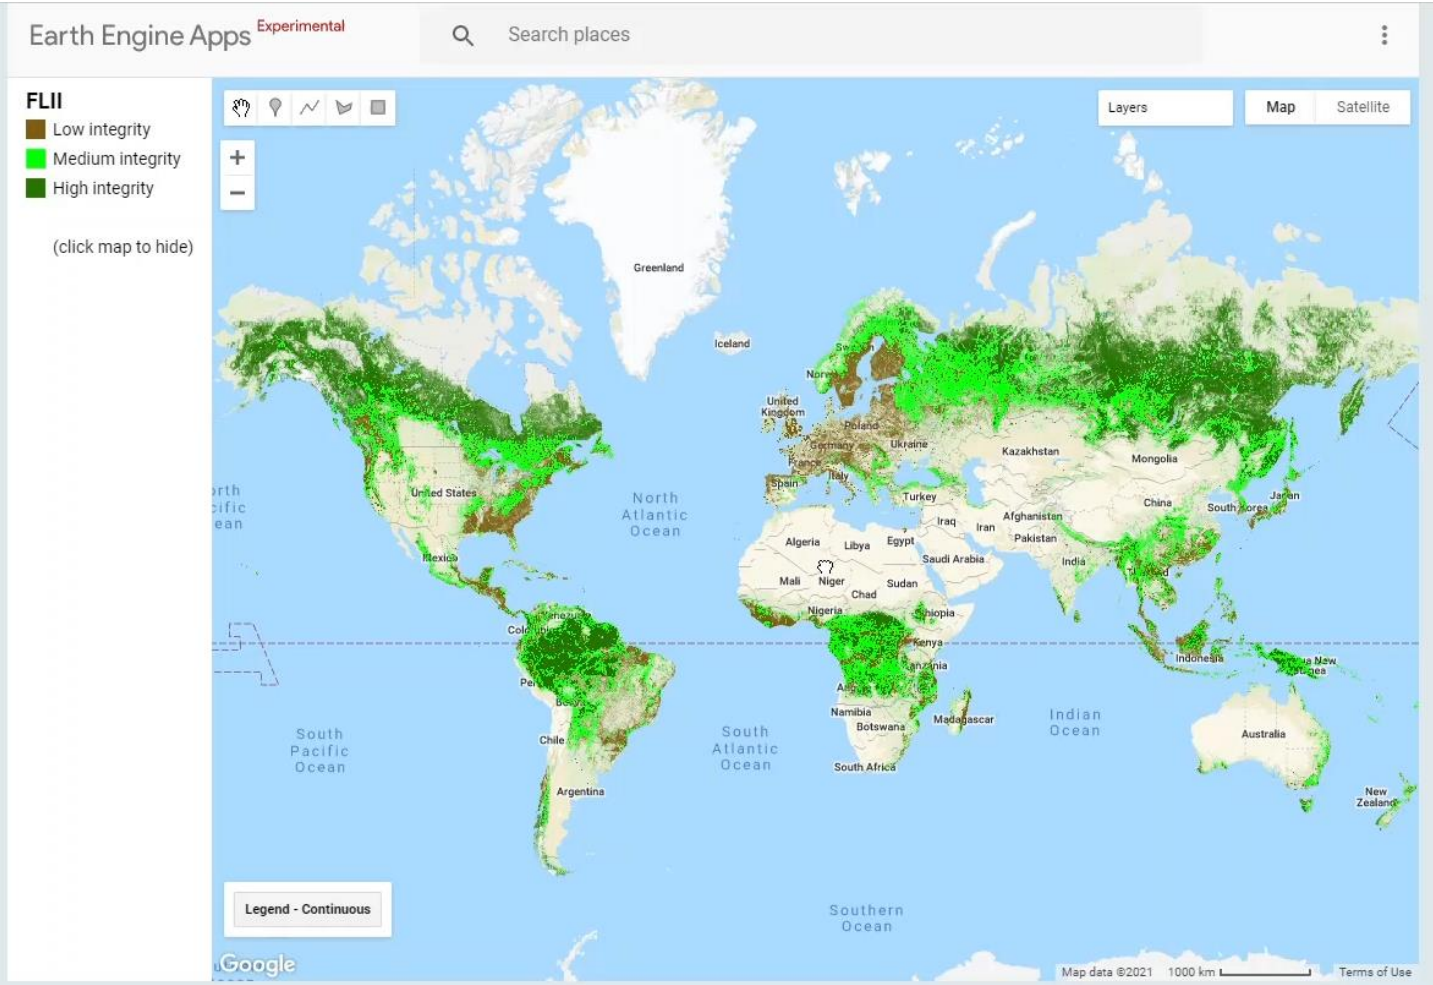 Earth Engine Apps Experimental
Search places
FLII
Low integrity
Medium integrity
High integrity
(click map to hide)
Layers
Map
Satellite
+
−
Greenland
Iceland
United
Kingdom
Poland
Germany
Ukraine
France
Italy
Spain
Kazakhstan
Mongolia
Turkey
China
South Korea
Japan
Afghanistan
Iraq
Iran
Pakistan
India
Algeria
Libya
Egypt
Saudi Arabia
Mali
Niger
Sudan
Chad
Nigeria
Kenya
United States
Mexico
North
Atlantic
Ocean
Indonesia
Namibia
Botswana
Madagascar
South Africa
Indian
Ocean
Australia
New
Zealand
South
Pacific
Ocean
South
Atlantic
Ocean
Chile
Argentina
Southern
Ocean
Legend - Continuous
Google
Map data ©2021
1000 km
Terms of Use